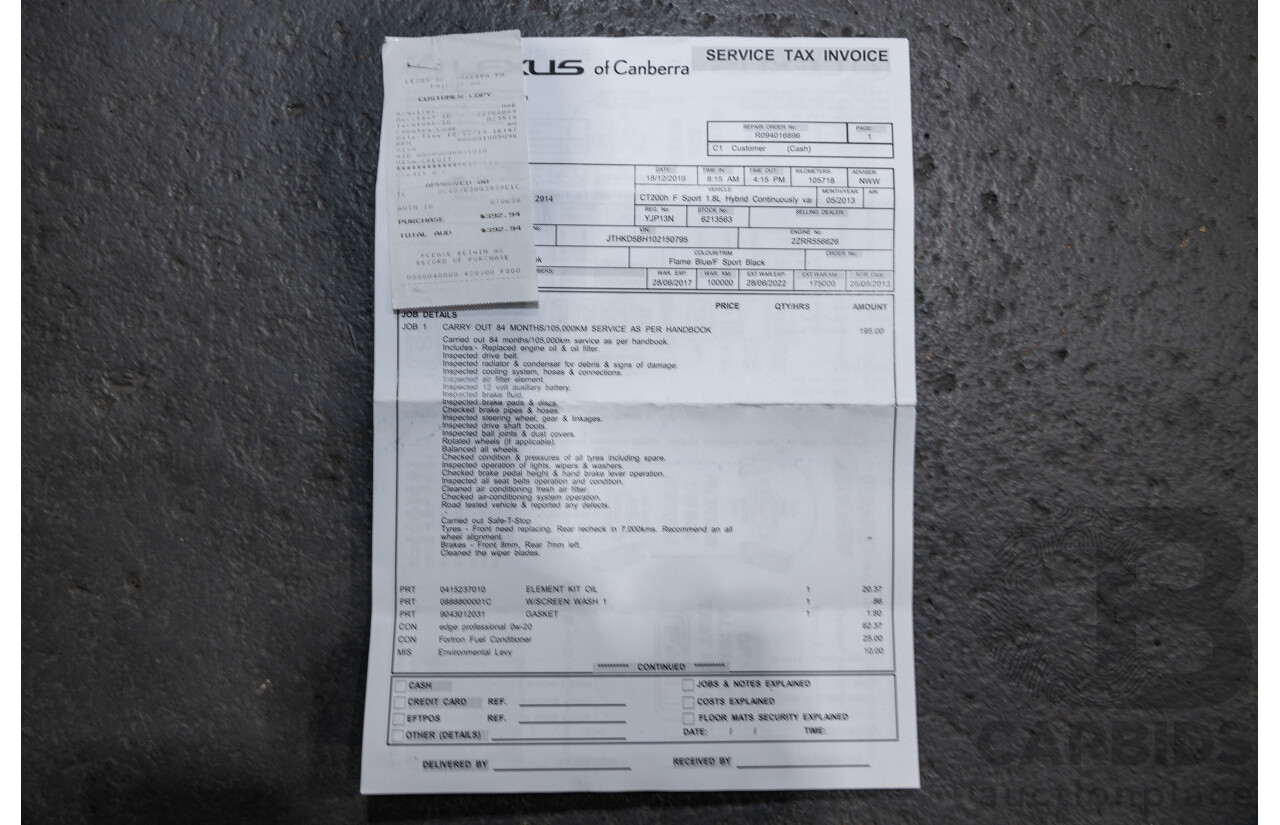 LEXUS of Canberra
SERVICE TAX INVOICE
CUSTOMER COPY
VISA
APPROVED
AUTH ID 070630
PURCHASE $392.94
TOTAL AUD $392.94
PLEASE RETAIN AS
RECORD OF PURCHASE
REPAIR ORDER No: PAGE:
R094016896 1
C1 Customer (Cash)
DATE: TIME IN: TIME OUT: KILOMETERS: ADVISER:
18/12/2019 8:15 AM 4:15 PM 105718 NWW
VEHICLE MONTH/YEAR AIR:
2914 CT200h F Sport 1.8L Hybrid Continuously va 05/2013
REG. No: STOCK No: SELLING DEALER:
YJP13N 6213563
VIN: ENGINE No:
JTHKD5BH102150795 2ZRR556626
COLOUR/TRIM ORDER No:
Flame Blue/F Sport Black
WAR. EXP: WAR. KM: EXT.WAR.EXP: EXT.WAR.KM:
28/06/2017 100000 28/06/2022 175000 28/06/2013
PRICE QTY/HRS AMOUNT
JOB DETAILS
JOB 1 CARRY OUT 84 MONTHS/105,000KM SERVICE AS PER HANDBOOK 195.00
Carried out 84 months/105,000km service as per handbook.
Includes:- Replaced engine oil & oil filter.
Inspected drive belt.
Inspected radiator & condenser for debris & signs of damage.
Inspected cooling system, hoses & connections.
Inspected air filter element.
Inspected 12 volt auxiliary battery.
Inspected brake fluid.
Inspected brake pads & discs.
Checked brake pipes & hoses.
Inspected steering wheel, gear & linkages.
Inspected drive shaft boots.
Inspected ball joints & dust covers.
Rotated wheels (if applicable).
Balanced all wheels.
Checked condition & pressures of all tyres including spare.
Inspected operation of lights, wipers & washers.
Checked brake pedal height & hand brake lever operation.
Inspected all seat belts operation and condition.
Cleaned air conditioning fresh air filter.
Checked air-conditioning system operation.
Road tested vehicle & reported any defects.
Carried out Safe-T-Stop
Tyres - Front need replacing, Rear recheck in 7,000kms. Recommend an all
wheel alignment.
Brakes - Front 8mm, Rear 7mm left.
Cleaned the wiper blades.
PRT 0415237010 ELEMENT KIT OIL 1 20.37
PRT 0888800001C W/SCREEN WASH 1 1 .98
PRT 9043012031 GASKET 1 1.80
CON edge professional 0w-20 62.37
CON Fortron Fuel Conditioner 25.00
MIS Environmental Levy 10.00
********** CONTINUED **********
CASH
CREDIT CARD REF.
EFTPOS REF.
OTHER (DETAILS)
JOBS & NOTES EXPLAINED
COSTS EXPLAINED
FLOOR MATS SECURITY EXPLAINED
DATE: / / TIME:
DELIVERED BY RECEIVED BY
CARBIDS
auctionplace